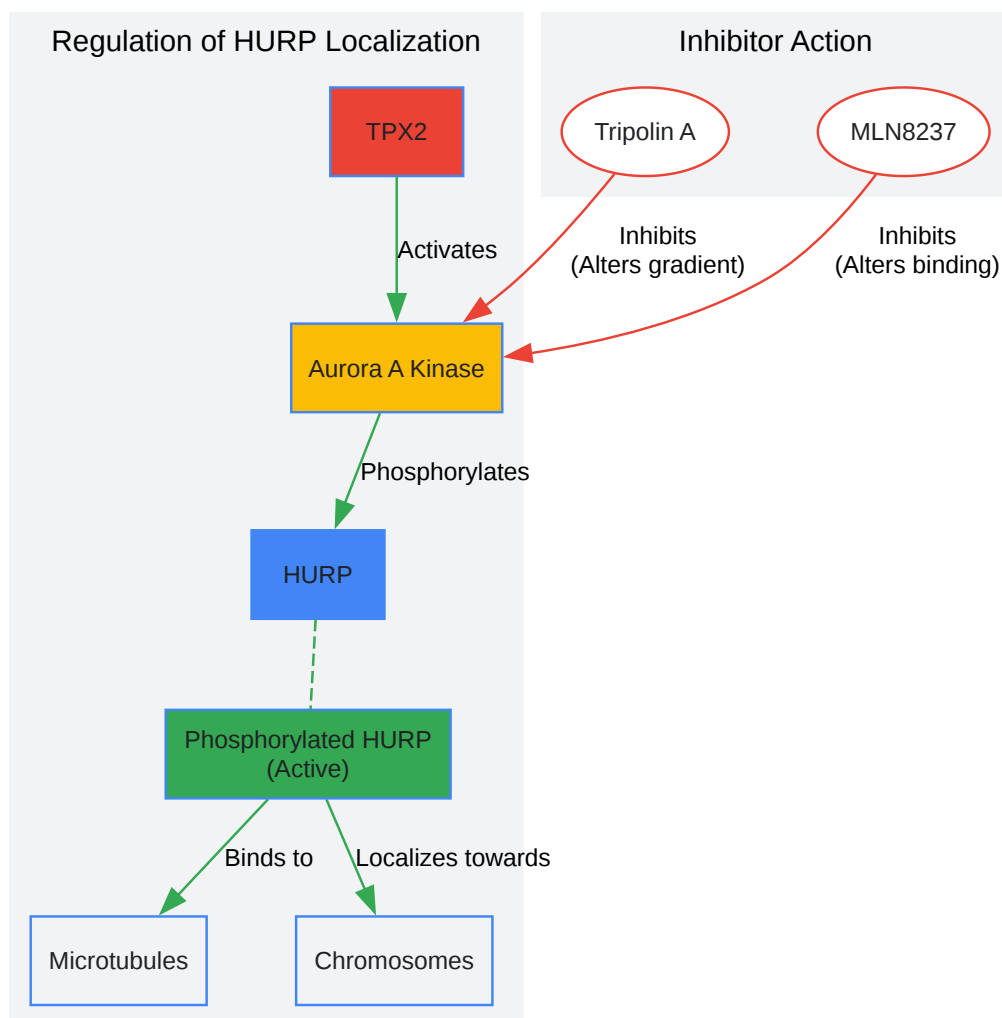 Regulation of HURP Localization
Inhibitor Action
TPX2
Tripolin A
MLN8237
Activates
Inhibits
(Alters gradient)
Inhibits
(Alters binding)
Aurora A Kinase
Phosphorylates
HURP
Phosphorylated HURP
(Active)
Binds to
Localizes towards
Microtubules
Chromosomes